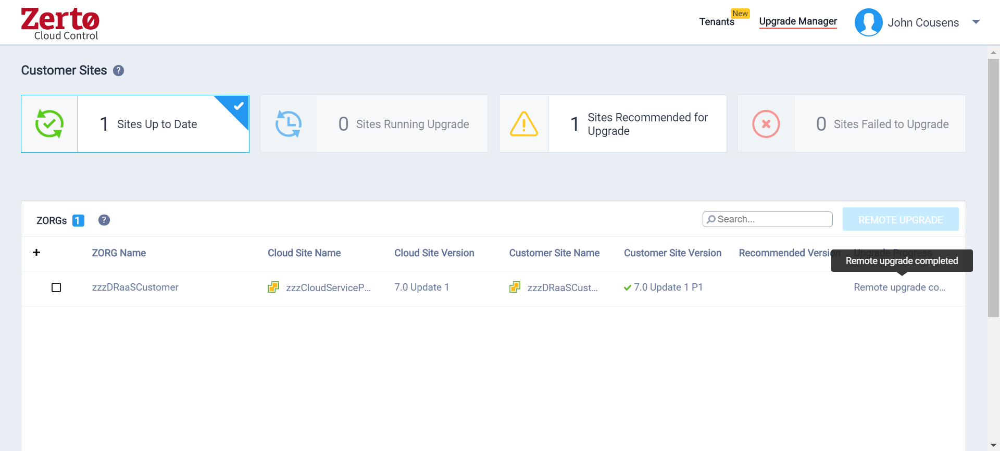 Zerto
Cloud Control
Tenants
New
Upgrade Manager
John Cousens
Customer Sites ?
1 Sites Up to Date
0 Sites Running Upgrade
1 Sites Recommended for
Upgrade
0 Sites Failed to Upgrade
ZORGs 1 ?
Search...
REMOTE UPGRADE
ZORG Name
Cloud Site Name
Cloud Site Version
Customer Site Name
Customer Site Version
Recommended Version
Upgrade Progress
Remote upgrade completed
zzzDRaaSCustomer
zzzCloudServiceP...
7.0 Update 1
zzzDRaaSCust...
7.0 Update 1 P1
Remote upgrade co...